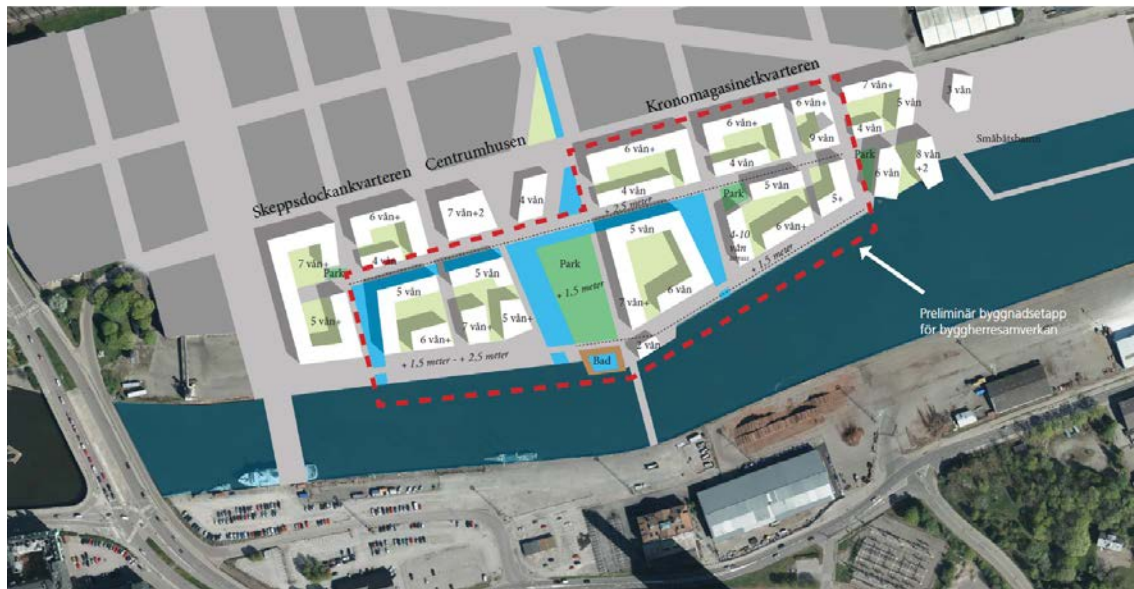 Skeppsdockankvarteren
Centrumhusen
Kronomagasinetkvarteren
Småbåtshamn
7 vån+
5 vån
4 vån
3 vån
6 vån+
9 vån
6 vån+
4 vån
6 vån+
4 vån
Park
6 vån
8 vån
+2
4 vån
7 vån+2
6 vån+
4 vån
7 vån+
Park
5 vån+
Park
5 vån
5+
6 vån+
4-10
vån
+ 1,5 meter
+ 2,5 meter
5 vån
6 vån
7 vån+
2 vån
Park
+ 1,5 meter
Bad
5 vån
5 vån
5 vån+
7 vån+
6 vån+
+ 1,5 meter - + 2,5 meter
Preliminär byggnadsetapp
för byggherresamverkan